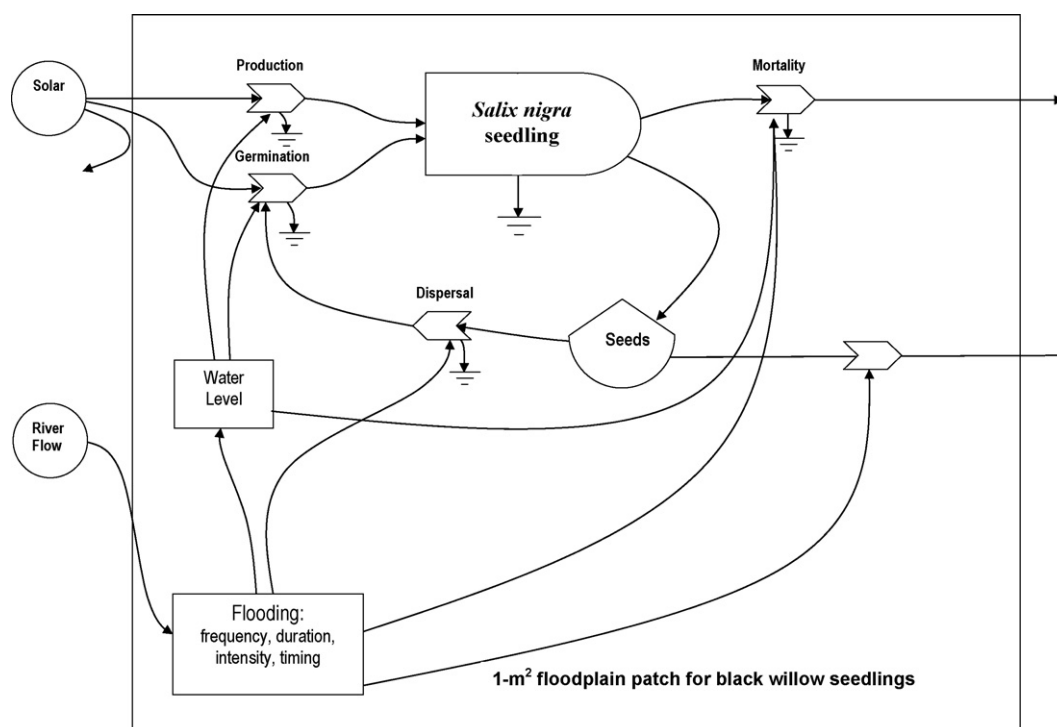 Production
Mortality
Solar
Salix nigra
seedling
Germination
Dispersal
Seeds
Water
Level
River
Flow
Flooding:
frequency, duration,
intensity, timing
1-m² floodplain patch for black willow seedlings